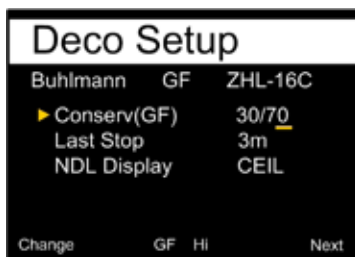 Deco Setup
Buhlmann GF ZHL-16C
Conserv(GF) 30/70
Last Stop 3m
NDL Display CEIL
Change GF Hi Next